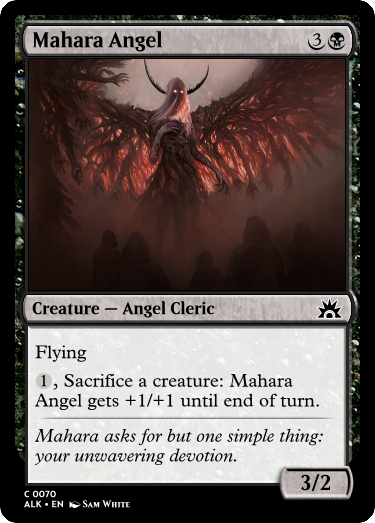 Mahara Angel 3
Creature — Angel Cleric
Flying
1, Sacrifice a creature: Mahara
Angel gets +1/+1 until end of turn.
Mahara asks for but one simple thing:
your unwavering devotion.
3/2
C 0070
ALK • EN Sam White